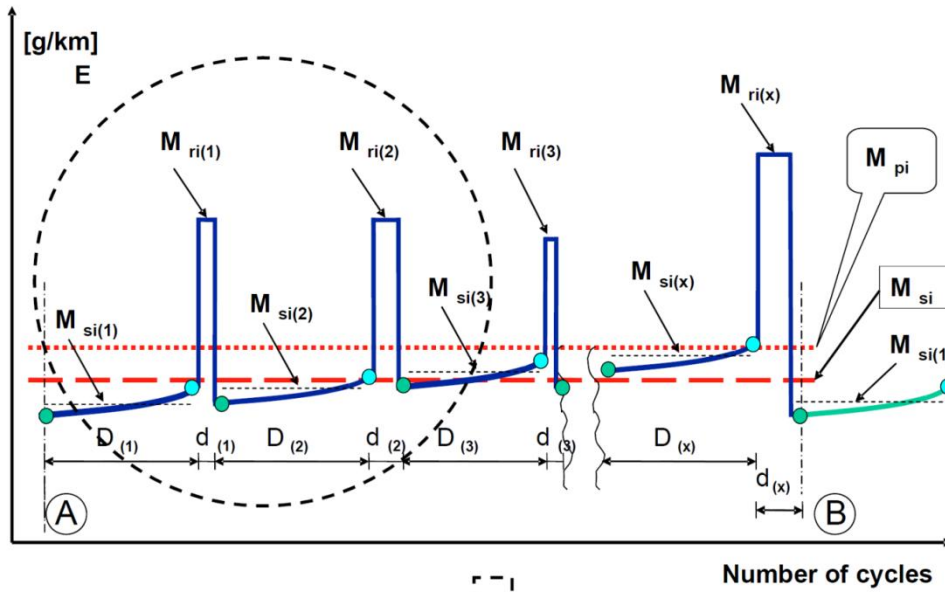 [g/km]
E
M ri(1)
M ri(2)
M ri(3)
M ri(x)
M pi
M si(1)
M si(2)
M si(3)
M si(x)
M si
M si(1
D (1)
d (1)
D (2)
d (2)
D (3)
d (3)
D (x)
d (x)
A
B
Number of cycles